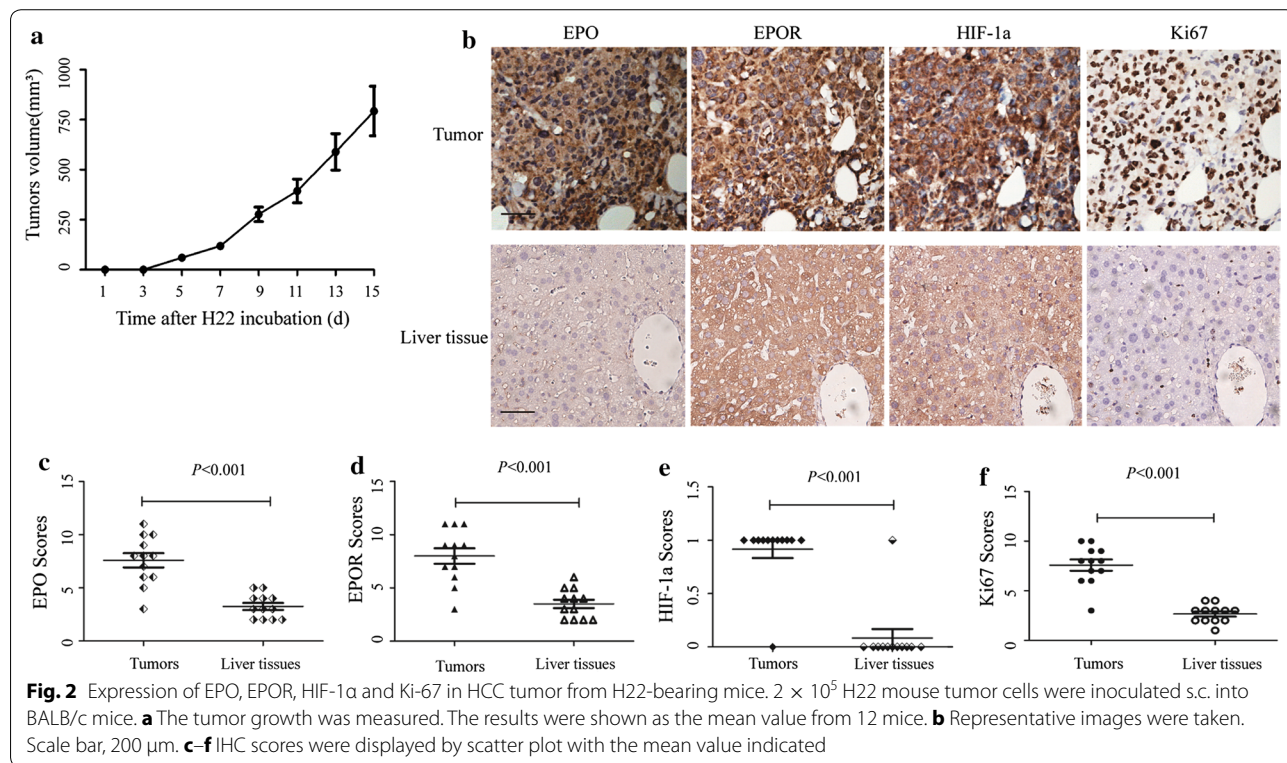 a
Tumors volume(mm³)
1000
750
500
250
0
1 3 5 7 9 11 13 15
Time after H22 incubation (d)
b
EPO EPOR HIF-1a Ki67
Tumor
Liver tissue
c
P<0.001
EPO Scores
15
10
5
0
Tumors Liver tissues
d
P<0.001
EPOR Scores
15
10
5
0
Tumors Liver tissues
e
P<0.001
HIF-1a Scores
1.5
1
0.5
0
Tumors Liver tissues
f
P<0.001
Ki67 Scores
15
10
5
0
Tumors Liver tissues
Fig. 2 Expression of EPO, EPOR, HIF-1α and Ki-67 in HCC tumor from H22-bearing mice. 2 × 10⁵ H22 mouse tumor cells were inoculated s.c. into
BALB/c mice. a The tumor growth was measured. The results were shown as the mean value from 12 mice. b Representative images were taken.
Scale bar, 200 μm. c–f IHC scores were displayed by scatter plot with the mean value indicated